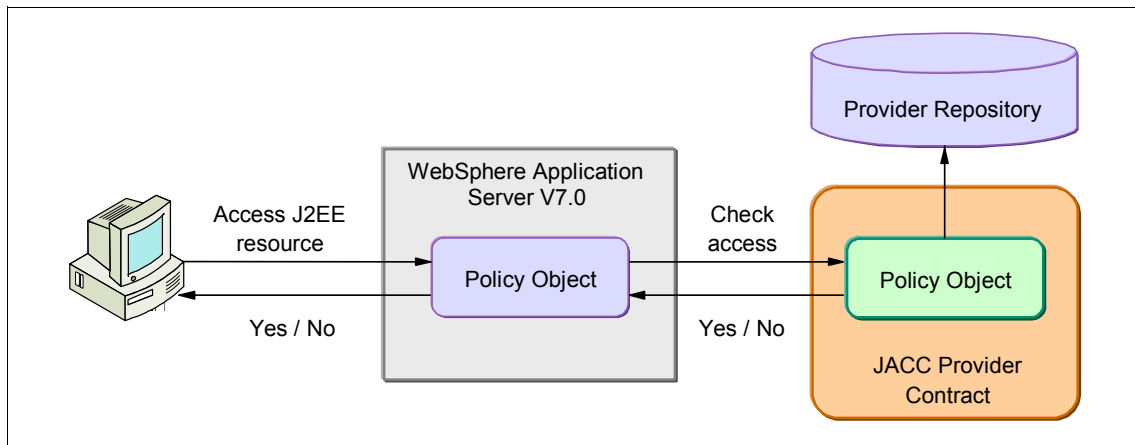 Provider Repository
WebSphere Application
Server V7.0
Access J2EE
resource
Check
access
Policy Object
Policy Object
Yes / No
Yes / No
JACC Provider
Contract